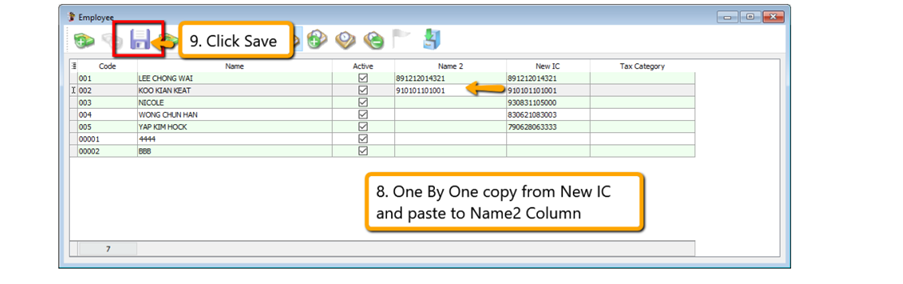 Employee
9. Click Save
Code Name Active Name 2 New IC Tax Category
001 LEE CHONG WAI 891212014321 891212014321
002 KOO KIAN KEAT 910101101001 910101101001
003 NICOLE 930831105000
004 WONG CHUN HAN 830621083003
005 YAP KIM HOCK 790628063333
00001 4444
00002 BBB
8. One By One copy from New IC
and paste to Name2 Column
7